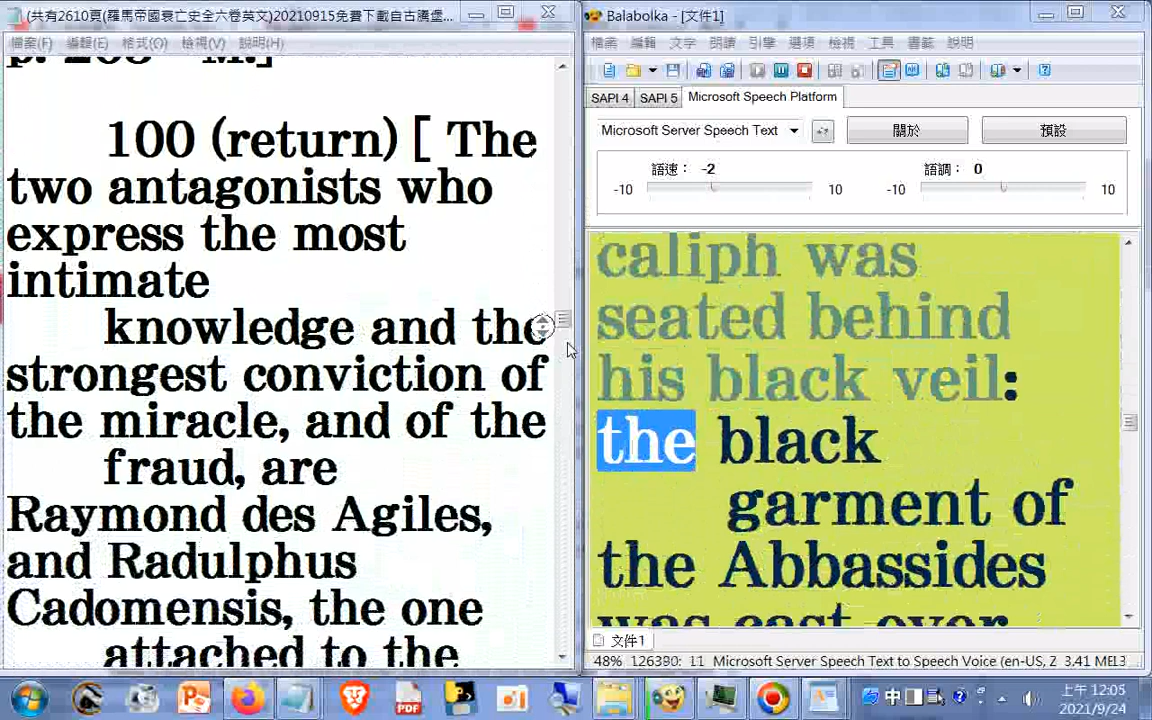 (共有2610頁(羅馬帝國衰亡史全六卷英文)20210915免費下載自古騰堡...
檔案(F) 編輯(E) 格式(O) 檢視(V) 說明(H)
p. 265 M.]
100 (return) [ The
two antagonists who
express the most
intimate
knowledge and the
strongest conviction of
the miracle, and of the
fraud, are
Raymond des Agiles,
and Radulphus
Cadomensis, the one
attached to the
Balabolka - [文件1]
檔案 編輯 文字 朗讀 引擎 選項 檢視 工具 書籤 說明
SAPI 4 SAPI 5 Microsoft Speech Platform
Microsoft Server Speech Text 關於 預設
語速： -2 語調： 0
-10 10 -10 10
caliph was
seated behind
his black veil:
the black
garment of
the Abbassides
was cast over
文件1
48% 126390: 11 Microsoft Server Speech Text to Speech Voice (en-US, Z 3,41 МЕ13
PDF 中 上午 12:05
2021/9/24